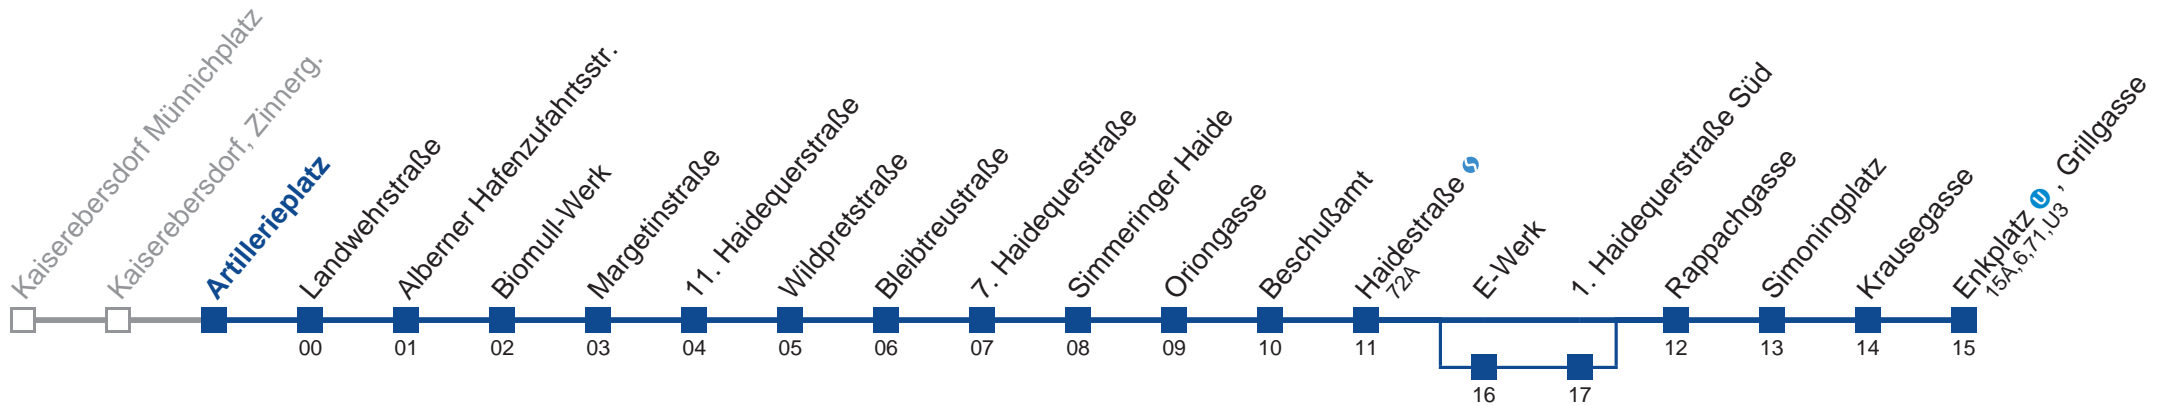 Kaiserebersdorf Münnichplatz
Kaiserebersdorf, Zinnerg.
Artillerieplatz
Landwehrstraße
Alberner Hafenzufahrtsstr.
Biomull-Werk
Margetinstraße
11. Haidequerstraße
Wildpretstraße
Bleibtreustraße
7. Haidequerstraße
Simmeringer Haide
Oriongasse
Beschußamt
Haidestraße S
72A
E-Werk
1. Haidequerstraße Süd
Rappachgasse
Simoningplatz
Krausegasse
Enkplatz U , Grillgasse
15A,6,71,U3
00 01 02 03 04 05 06 07 08 09 10 11 12 13 14 15
16 17